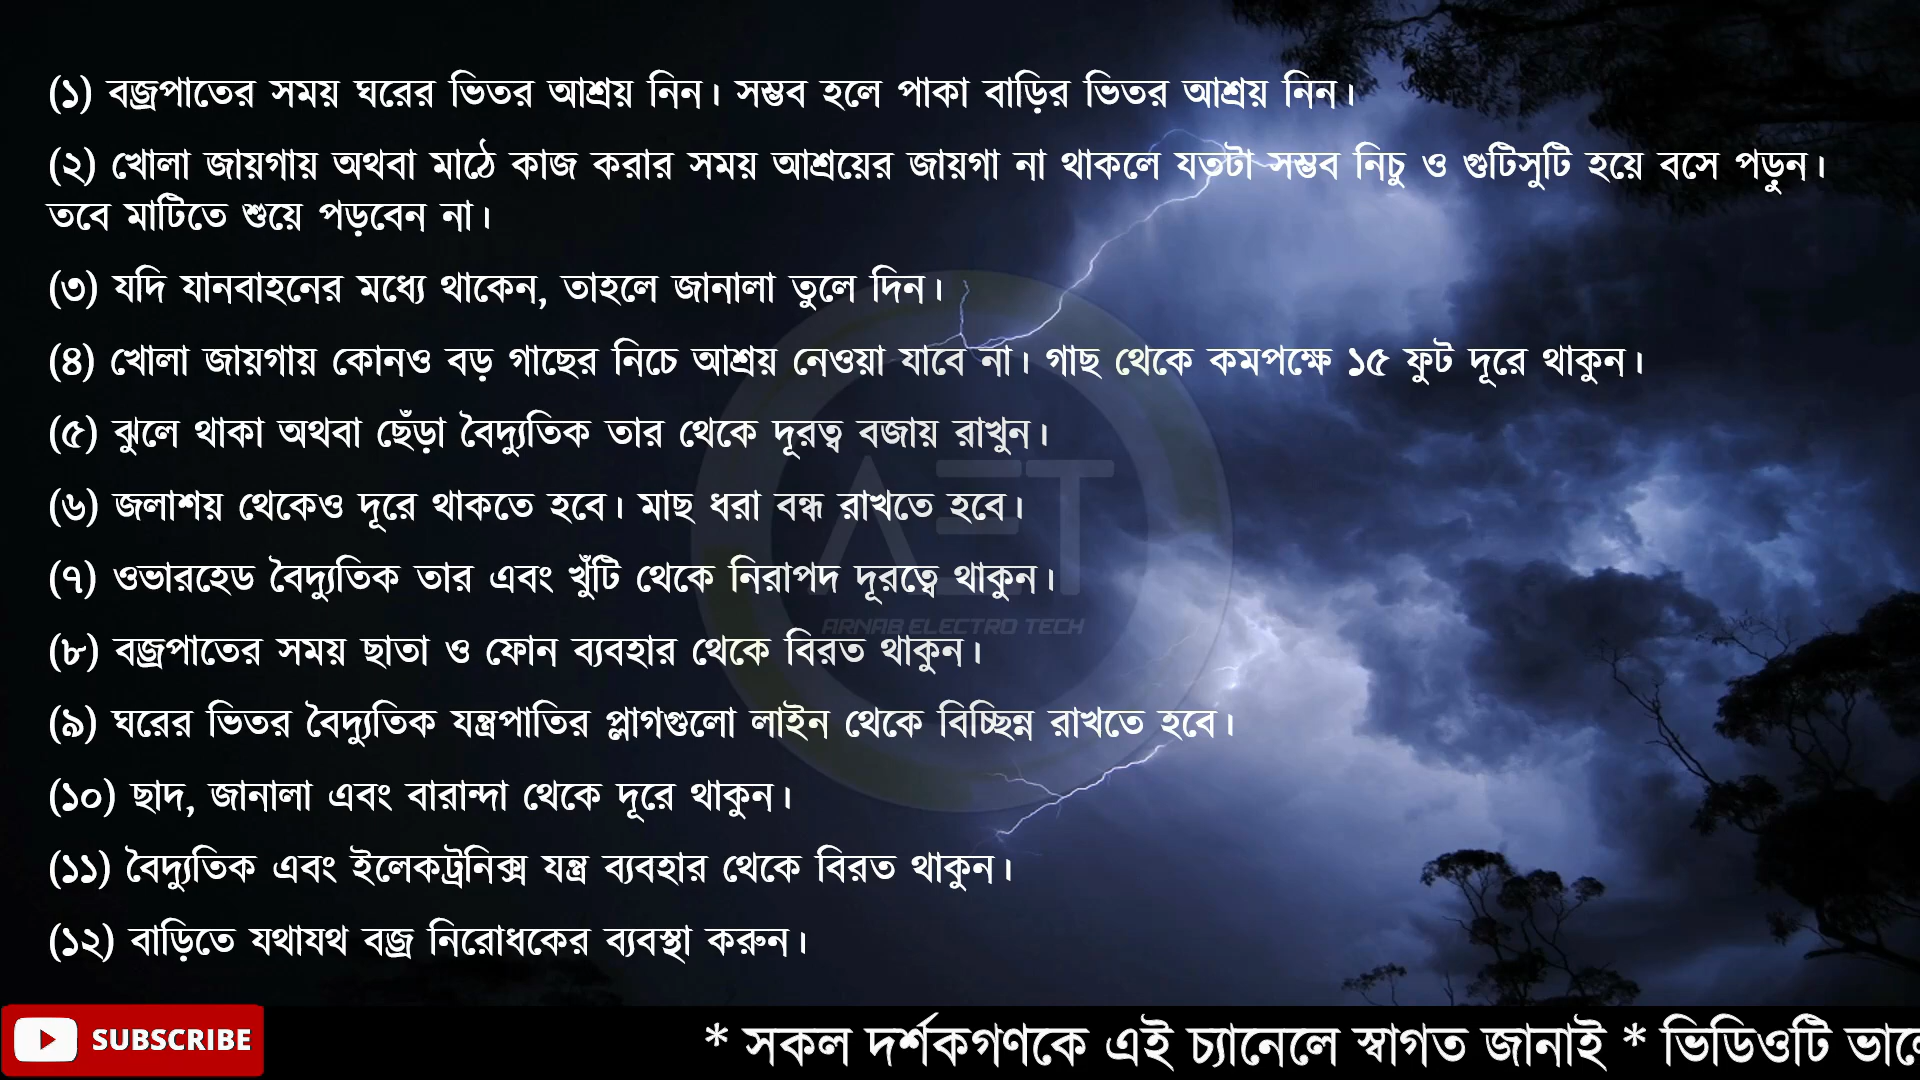 (১) বজ্রপাতের সময় ঘরের ভিতর আশ্রয় নিন। সম্ভব হলে পাকা বাড়ির ভিতর আশ্রয় নিন।
(২) খোলা জায়গায় অথবা মাঠে কাজ করার সময় আশ্রয়ের জায়গা না থাকলে যতটা সম্ভব নিচু ও গুটিসুটি হয়ে বসে পড়ুন।
তবে মাটিতে শুয়ে পড়বেন না।
(৩) যদি যানবাহনের মধ্যে থাকেন, তাহলে জানালা তুলে দিন।
(৪) খোলা জায়গায় কোনও বড় গাছের নিচে আশ্রয় নেওয়া যাবে না। গাছ থেকে কমপক্ষে ১৫ ফুট দূরে থাকুন।
(৫) ঝুলে থাকা অথবা ছেঁড়া বৈদ্যুতিক তার থেকে দূরত্ব বজায় রাখুন।
(৬) জলাশয় থেকেও দূরে থাকতে হবে। মাছ ধরা বন্ধ রাখতে হবে।
(৭) ওভারহেড বৈদ্যুতিক তার এবং খুঁটি থেকে নিরাপদ দূরত্বে থাকুন।
AET
ARNAB ELECTRO TECH
(৮) বজ্রপাতের সময় ছাতা ও ফোন ব্যবহার থেকে বিরত থাকুন।
(৯) ঘরের ভিতর বৈদ্যুতিক যন্ত্রপাতির প্লাগগুলো লাইন থেকে বিচ্ছিন্ন রাখতে হবে।
(১০) ছাদ, জানালা এবং বারান্দা থেকে দূরে থাকুন।
(১১) বৈদ্যুতিক এবং ইলেকট্রনিক্স যন্ত্র ব্যবহার থেকে বিরত থাকুন।
(১২) বাড়িতে যথাযথ বজ্র নিরোধকের ব্যবস্থা করুন।
SUBSCRIBE
* সকল দর্শকগণকে এই চ্যানেলে স্বাগত জানাই * ভিডিওটি